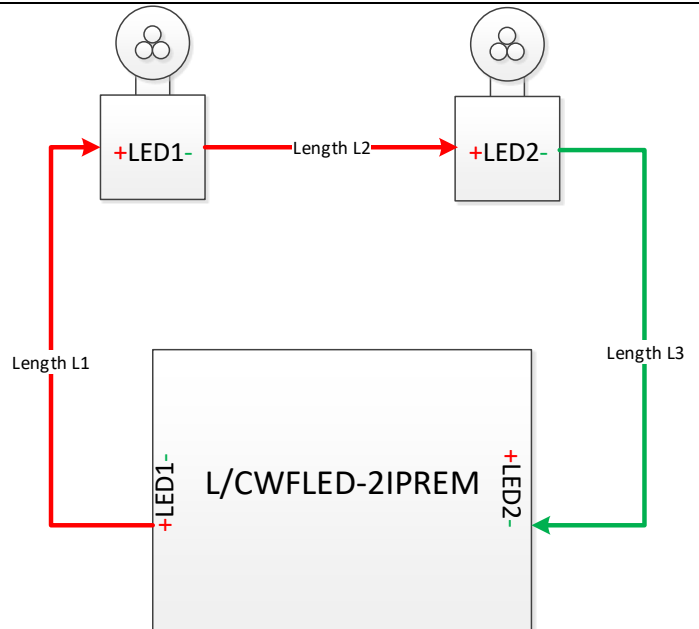 +LED1-
Length L2
+LED2-
Length L1
Length L3
+LED1-
L/CWFLED-2IPREM
+LED2-